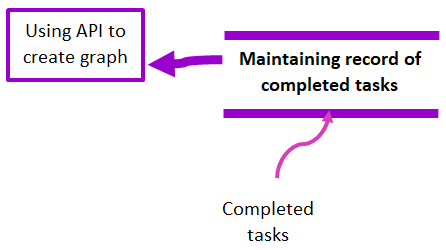 Using API to
create graph
Maintaining record of
completed tasks
Completed
tasks